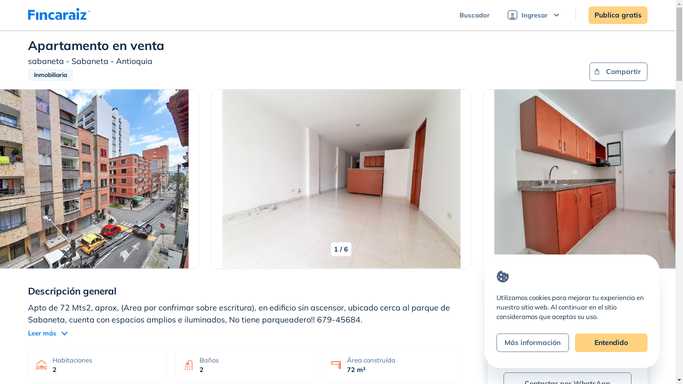 Fincaraiz
Buscador
Ingresar
Publica gratis
Apartamento en venta
sabaneta - Sabaneta - Antioquia
Inmobiliaria
Compartir
1 / 6
Descripción general
Apto de 72 Mts2, aprox, (Area por confrimar sobre escritura), en edificio sin ascensor, ubicado cerca al parque de
Sabaneta, cuenta con espacios amplios e iluminados, No tiene parqueadero!! 679-45684.
Leer más
Habitaciones
2
Baños
2
Área construida
72 m²
Utilizamos cookies para mejorar tu experiencia en
nuestro sitio web. Al continuar en el sitio
consideramos que aceptas su uso.
Más información
Entendido
Contactar por WhatsApp